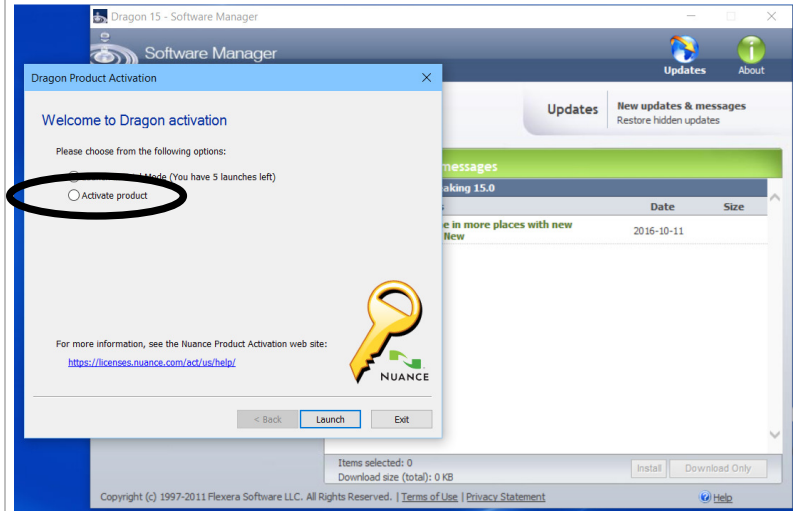 Dragon 15 - Software Manager
Software Manager
Updates
About
Dragon Product Activation
Welcome to Dragon activation
Please choose from the following options:
Mode (You have 5 launches left)
Activate product
For more information, see the Nuance Product Activation web site:
https://licenses.nuance.com/act/us/help/
NUANCE
< Back
Launch
Exit
Updates
New updates & messages
Restore hidden updates
messages
aking 15.0
Date
Size
e in more places with new
New
2016-10-11
Items selected: 0
Download size (total): 0 KB
Install
Download Only
Copyright (c) 1997-2011 Flexera Software LLC. All Rights Reserved. | Terms of Use | Privacy Statement
Help